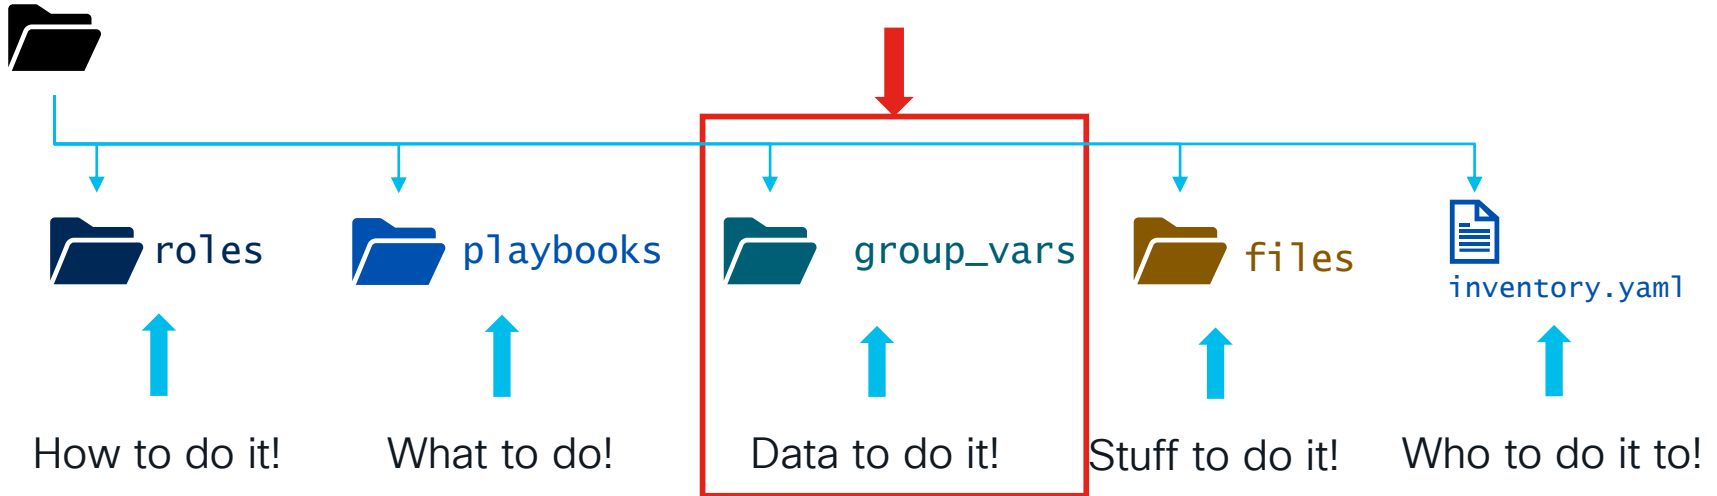 roles
playbooks
group_vars
files
inventory.yaml
How to do it!
What to do!
Data to do it!
Stuff to do it!
Who to do it to!